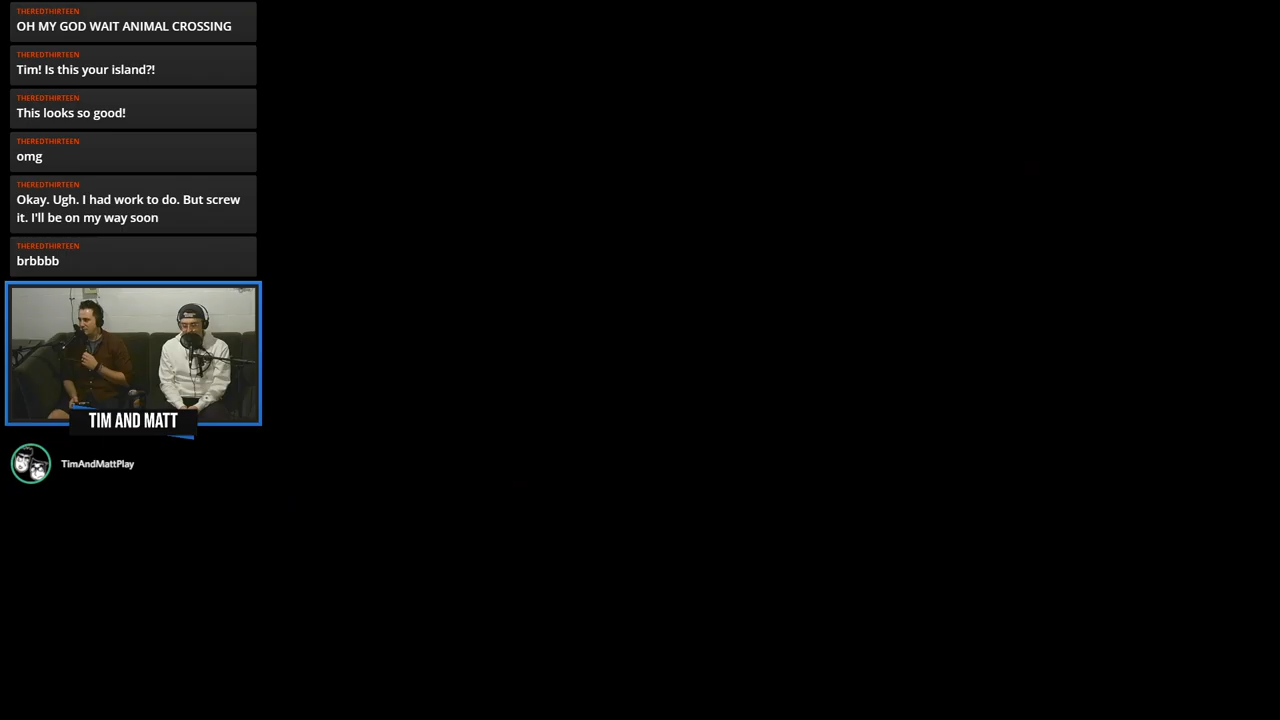 THEREDTHIRTEEN
OH MY GOD WAIT ANIMAL CROSSING
THEREDTHIRTEEN
Tim! Is this your island?!
THEREDTHIRTEEN
This looks so good!
THEREDTHIRTEEN
omg
THEREDTHIRTEEN
Okay. Ugh. I had work to do. But screw
it. I'll be on my way soon
THEREDTHIRTEEN
brbbbb
TIM AND MATT
TimAndMattPlay